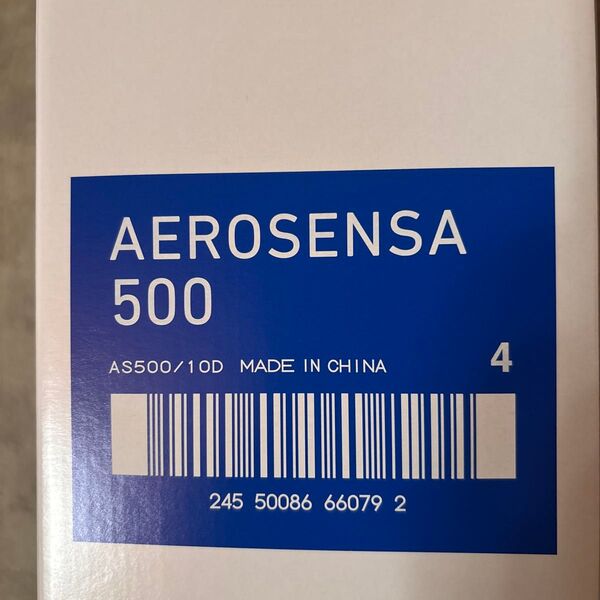 AEROSENSA
500
AS500/10D MADE IN CHINA 4
245 50086 66079 2